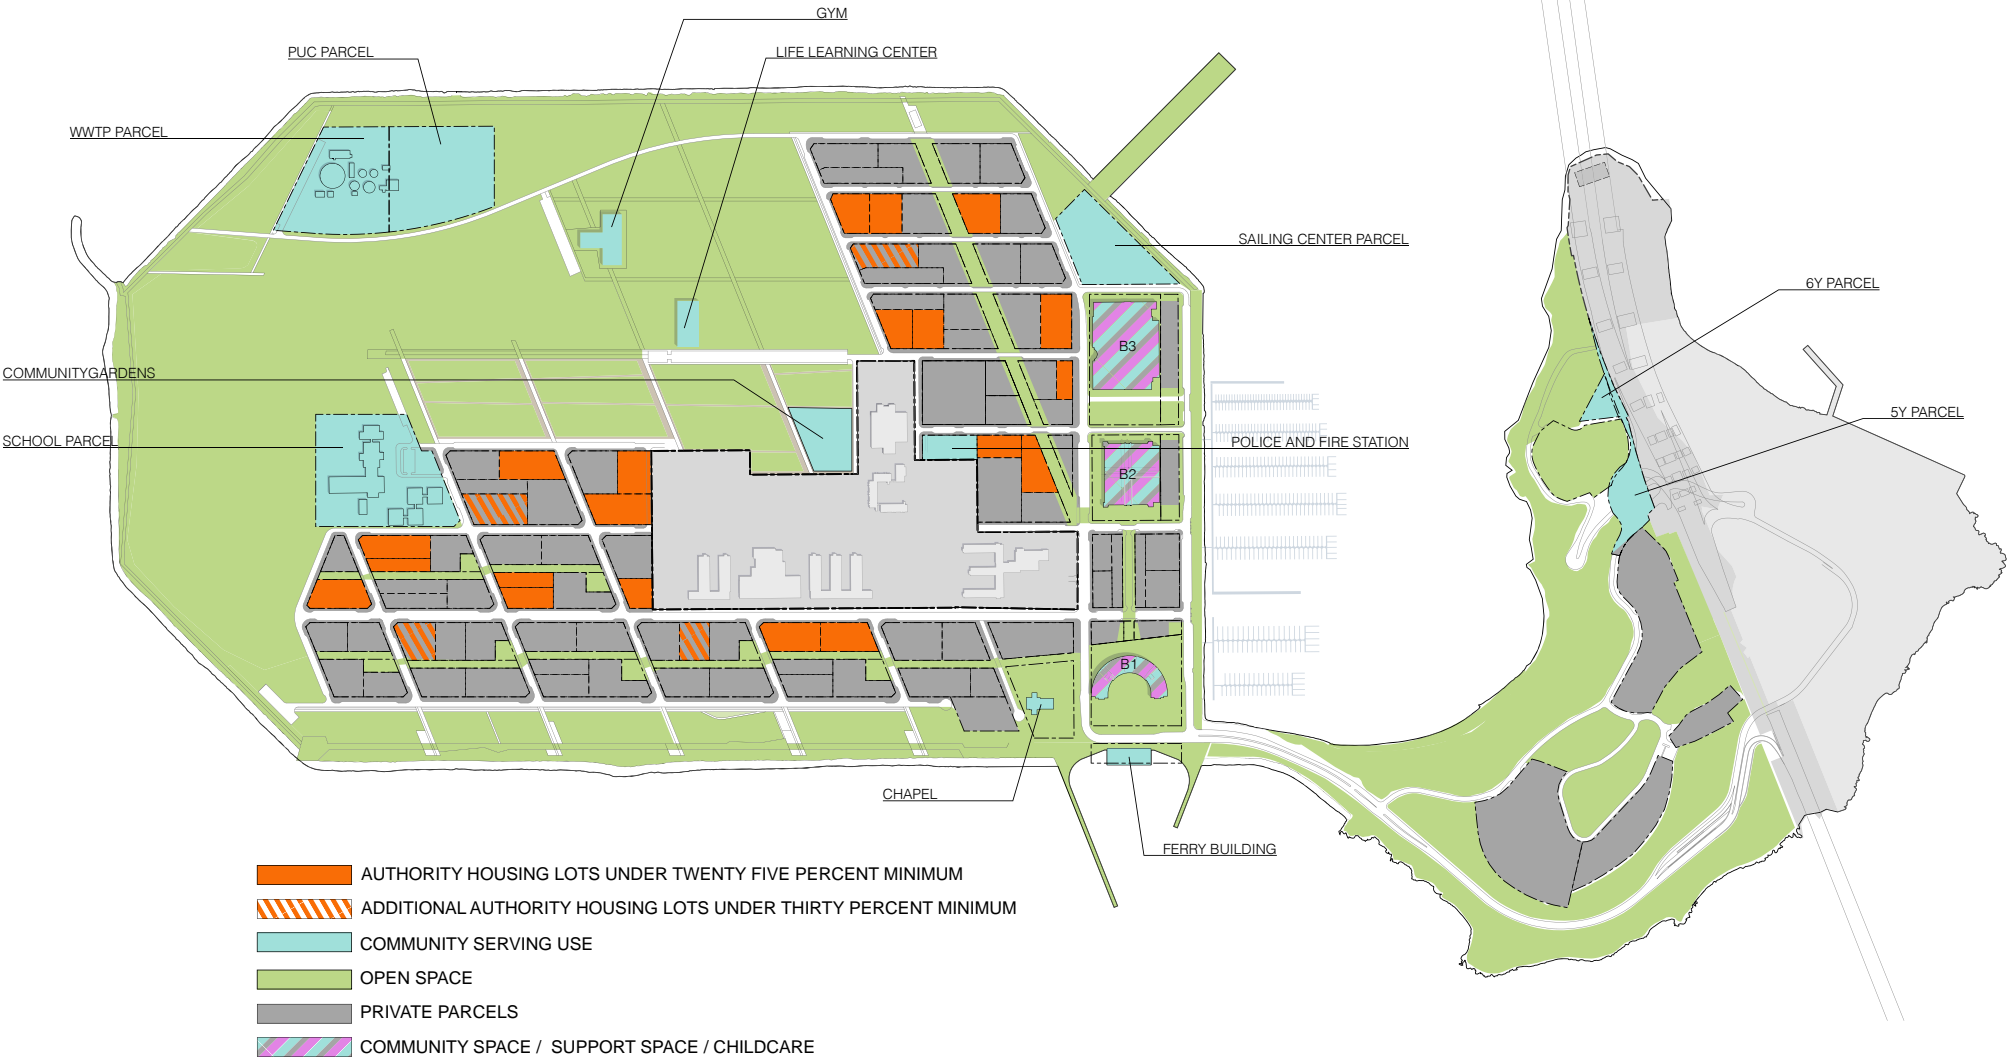 GYM
PUC PARCEL
LIFE LEARNING CENTER
WWTP PARCEL
SAILING CENTER PARCEL
6Y PARCEL
B3
COMMUNITYGARDENS
5Y PARCEL
SCHOOL PARCEL
POLICE AND FIRE STATION
B2
B1
CHAPEL
FERRY BUILDING
AUTHORITY HOUSING LOTS UNDER TWENTY FIVE PERCENT MINIMUM
ADDITIONAL AUTHORITY HOUSING LOTS UNDER THIRTY PERCENT MINIMUM
COMMUNITY SERVING USE
OPEN SPACE
PRIVATE PARCELS
COMMUNITY SPACE / SUPPORT SPACE / CHILDCARE